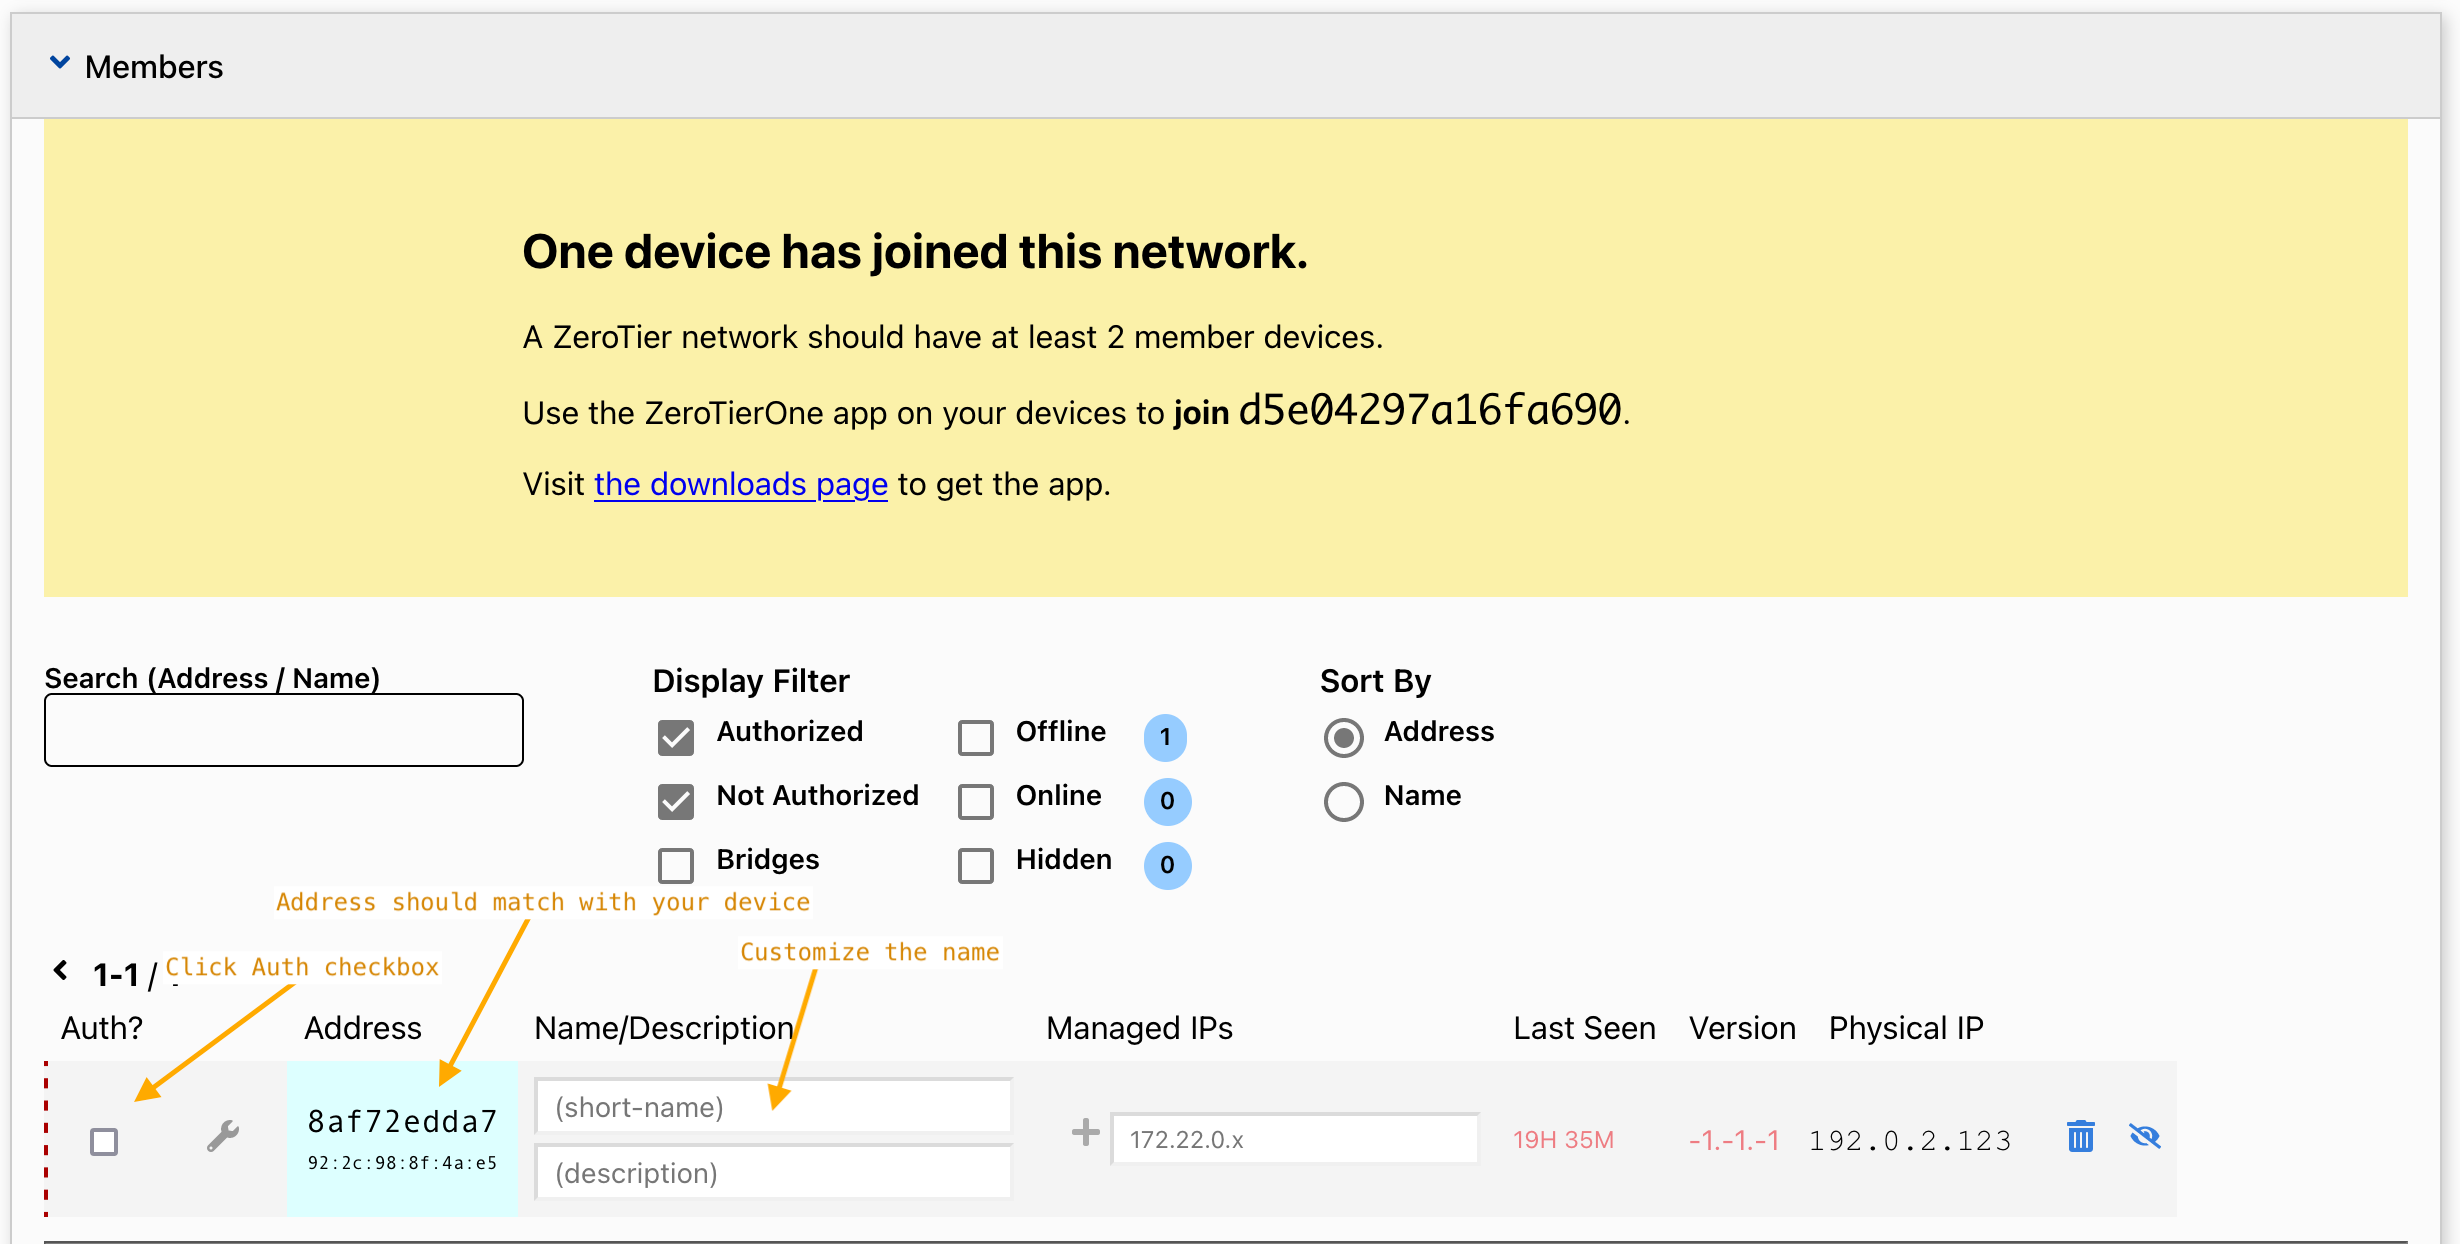 Members
One device has joined this network.
A ZeroTier network should have at least 2 member devices.
Use the ZeroTierOne app on your devices to join d5e04297a16fa690.
Visit the downloads page to get the app.
Search (Address / Name)
Display Filter
Sort By
Authorized
Offline
1
Address
Not Authorized
Online
0
Name
Bridges
Hidden
0
Address should match with your device
Customize the name
1-1 /
Click Auth checkbox
Auth?
Address
Name/Description
Managed IPs
Last Seen
Version
Physical IP
8af72edda7
92:2c:98:8f:4a:e5
(short-name)
(description)
172.22.0.x
19H 35M
-1.-1.-1
192.0.2.123